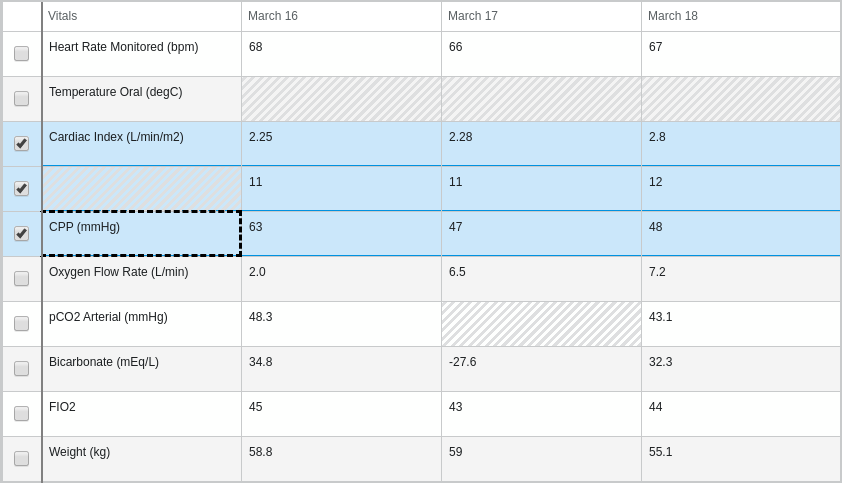 Vitals March 16 March 17 March 18
Heart Rate Monitored (bpm) 68 66 67
Temperature Oral (degC)
Cardiac Index (L/min/m2) 2.25 2.28 2.8
11 11 12
CPP (mmHg) 63 47 48
Oxygen Flow Rate (L/min) 2.0 6.5 7.2
pCO2 Arterial (mmHg) 48.3 43.1
Bicarbonate (mEq/L) 34.8 -27.6 32.3
FIO2 45 43 44
Weight (kg) 58.8 59 55.1